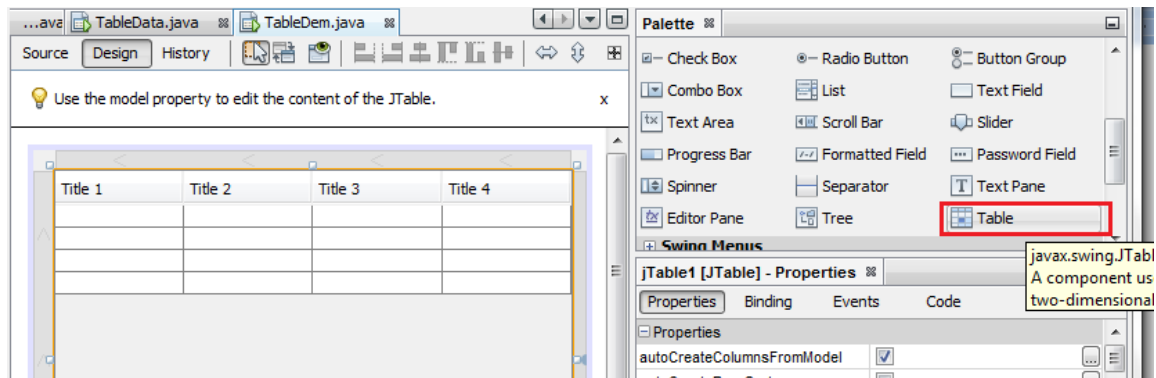 ...ava TableData.java TableDem.java
Source Design History
Use the model property to edit the content of the JTable. x
Title 1 Title 2 Title 3 Title 4
Palette
Check Box Radio Button Button Group
Combo Box List Text Field
Text Area Scroll Bar Slider
Progress Bar Formatted Field Password Field
Spinner Separator Text Pane
Editor Pane Tree Table
Swing Menus
javax.swing.JTabl
A component us
two-dimensional
jTable1 [JTable] - Properties
Properties Binding Events Code
Properties
autoCreateColumnsFromModel ...